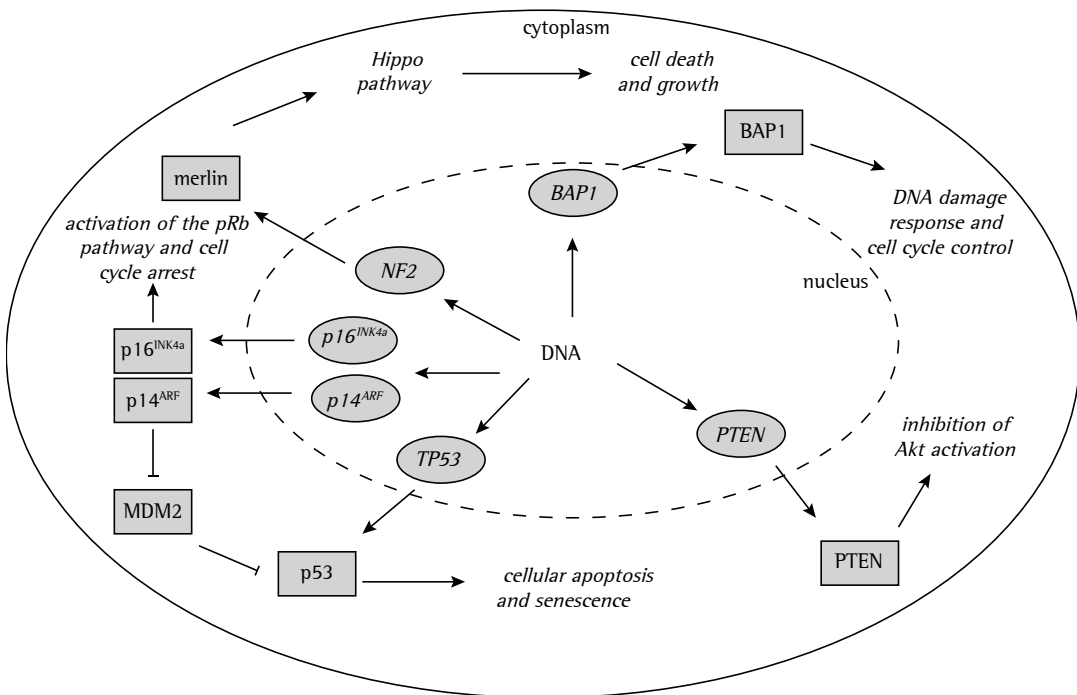 cytoplasm
Hippo
pathway
cell death
and growth
BAP1
merlin
BAP1
DNA damage
response and
cell cycle control
activation of the pRb
pathway and cell
cycle arrest
NF2
nucleus
p16INK4a
p16INK4a
DNA
p14ARF
p14ARF
PTEN
inhibition of
Akt activation
TP53
MDM2
p53
PTEN
cellular apoptosis
and senescence